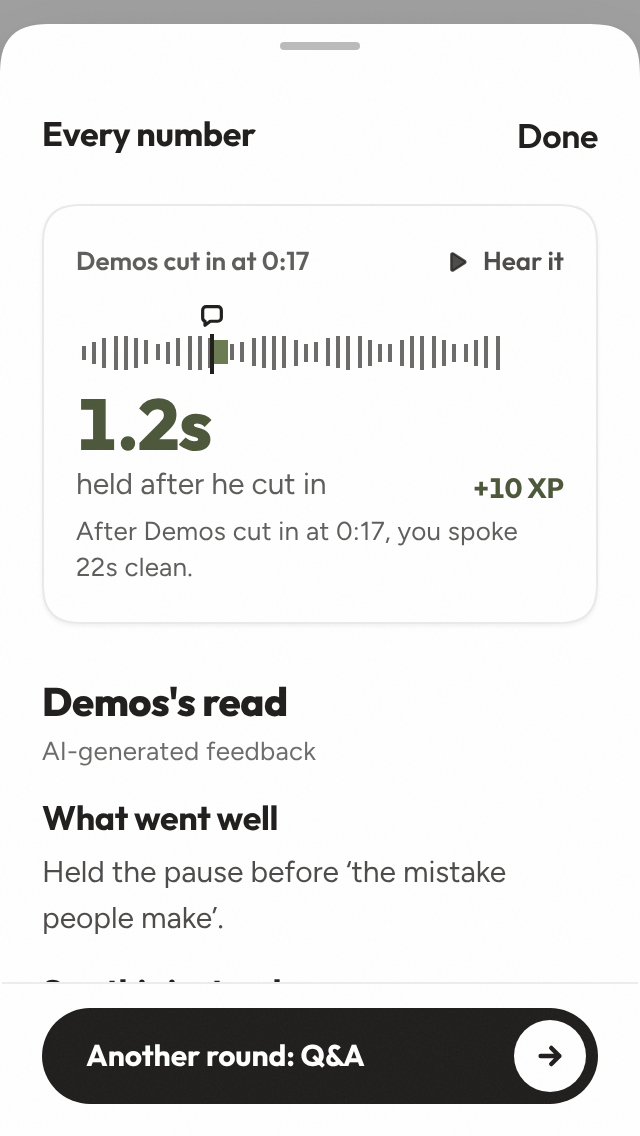 Every number
Done
Demos cut in at 0:17
Hear it
1.2s
held after he cut in
+10 XP
After Demos cut in at 0:17, you spoke
22s clean.
Demos's read
AI-generated feedback
What went well
Held the pause before ‘the mistake
people make’.
Another round: Q&A